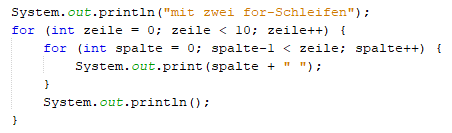 System.out.println("mit zwei for-Schleifen");
for (int zeile = 0; zeile < 10; zeile++) {
for (int spalte = 0; spalte-1 < zeile; spalte++) {
System.out.print(spalte + " ");
}
System.out.println();
}